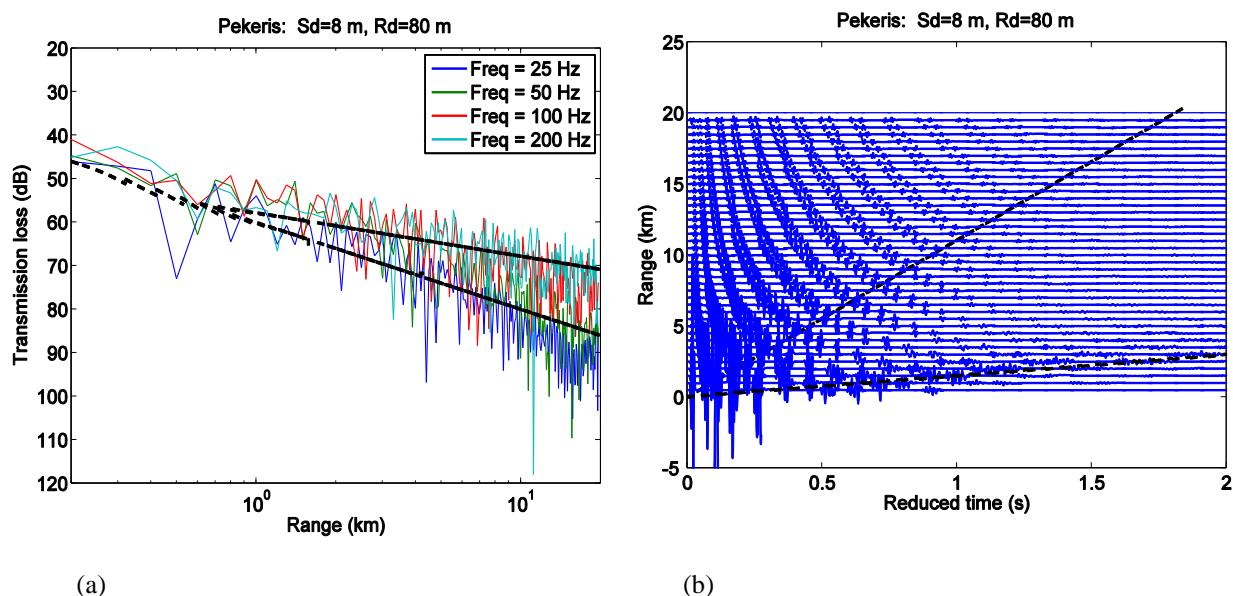 Pekeris: Sd=8 m, Rd=80 m
20
30
40
50
60
70
80
90
100
110
120
Transmission loss (dB)
Freq = 25 Hz
Freq = 50 Hz
Freq = 100 Hz
Freq = 200 Hz
10^0
10^1
Range (km)
(a)
Pekeris: Sd=8 m, Rd=80 m
25
20
15
10
5
0
-5
Range (km)
0
0.5
1
1.5
2
Reduced time (s)
(b)